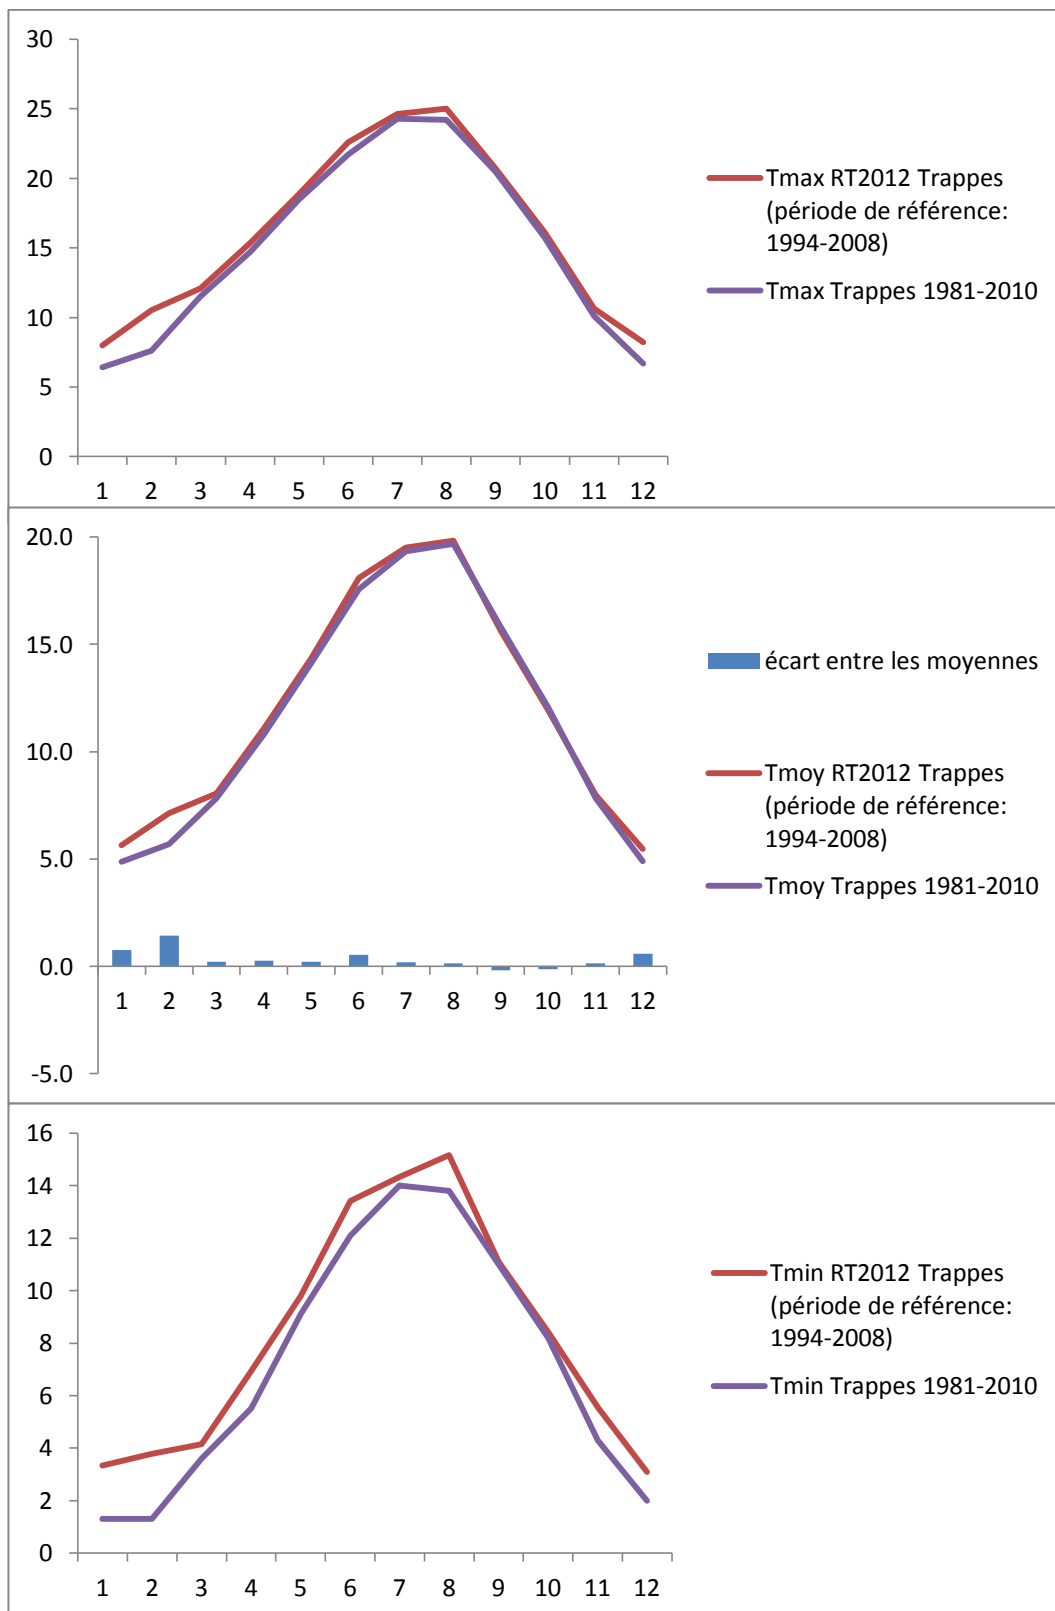 30
25
20
15
10
5
0
1 2 3 4 5 6 7 8 9 10 11 12
Tmax RT2012 Trappes
(période de référence:
1994-2008)
Tmax Trappes 1981-2010
20.0
15.0
10.0
5.0
0.0
-5.0
1 2 3 4 5 6 7 8 9 10 11 12
écart entre les moyennes
Tmoy RT2012 Trappes
(période de référence:
1994-2008)
Tmoy Trappes 1981-2010
16
14
12
10
8
6
4
2
0
1 2 3 4 5 6 7 8 9 10 11 12
Tmin RT2012 Trappes
(période de référence:
1994-2008)
Tmin Trappes 1981-2010